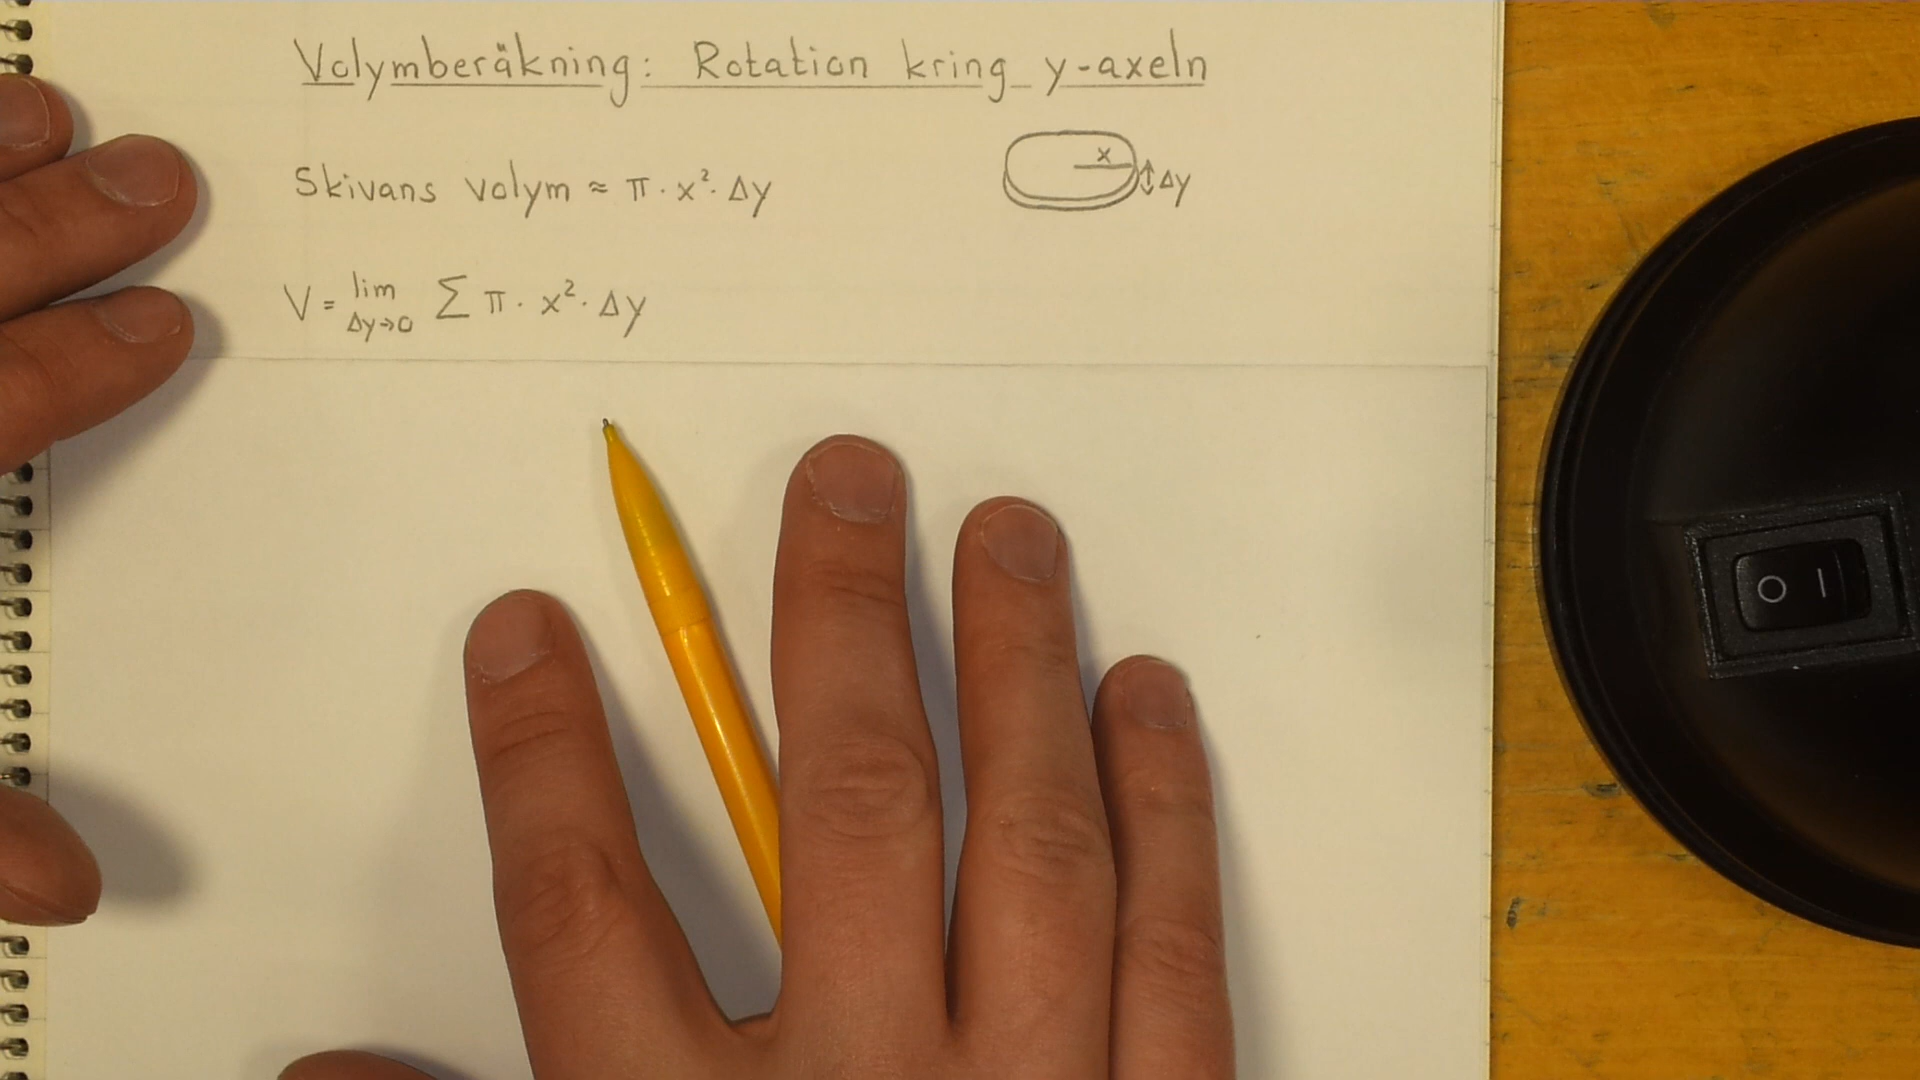 Volymberäkning: Rotation kring y-axeln
Skivans volym ≈ π · x² · Δy
x
Δy
V = lim Δy→0 Σ π · x² · Δy
O I